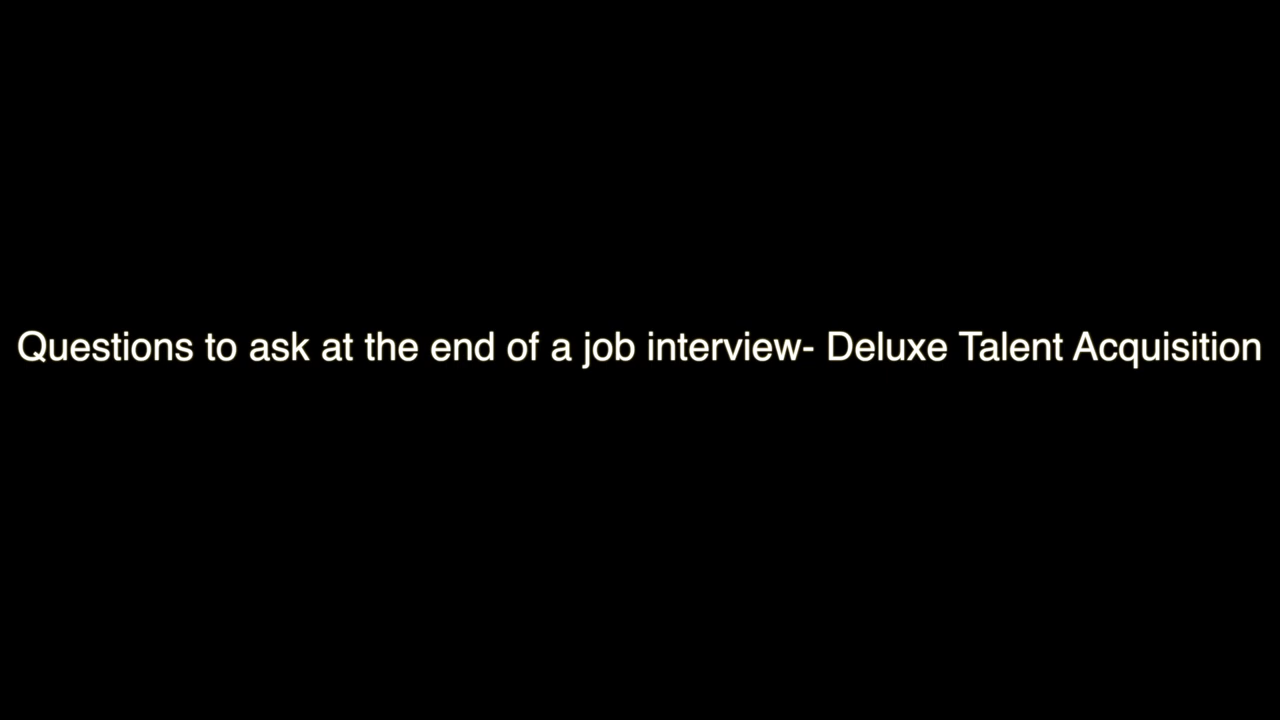 Questions to ask at the end of a job interview- Deluxe Talent Acquisition